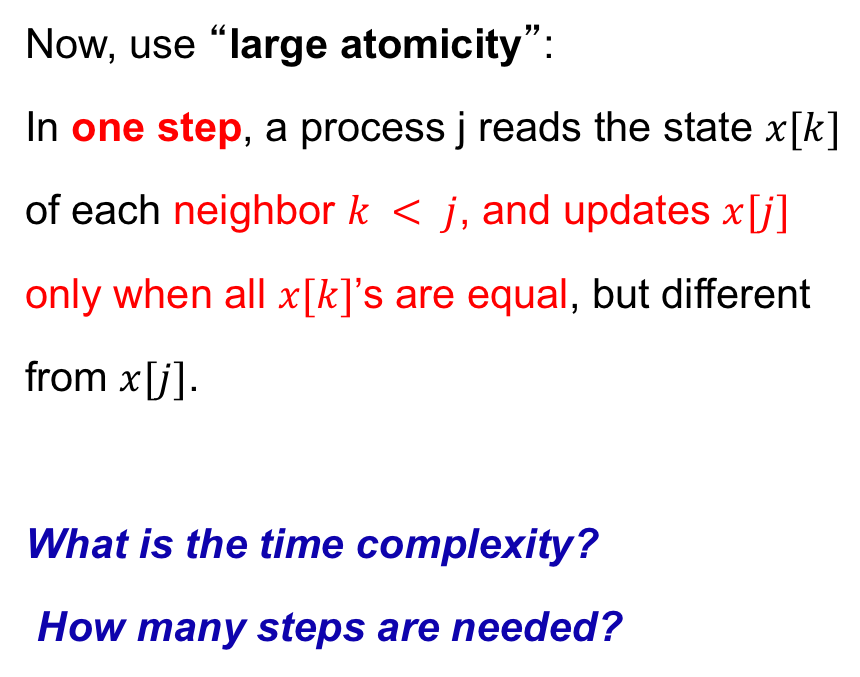 Now, use “large atomicity”:
In one step, a process j reads the state x[k]
of each neighbor k < j, and updates x[j]
only when all x[k]’s are equal, but different
from x[j].
What is the time complexity?
How many steps are needed?